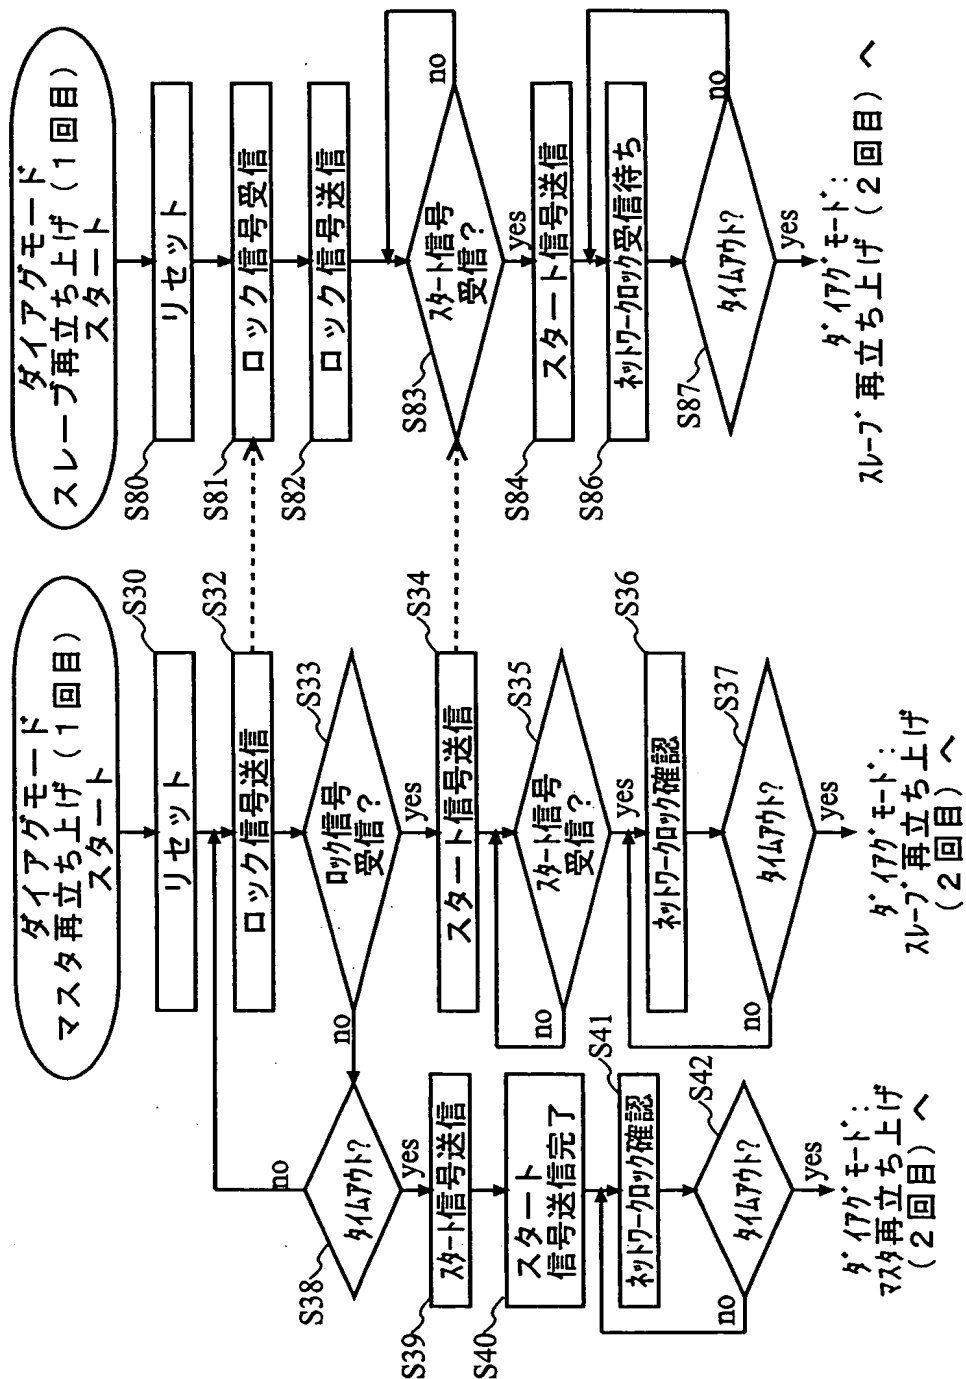 ダイアグモード
マスタ再立ち上げ(1回目)
スタート
S30
リセット
S32
ロック信号送信
S33
ロック信号
受信?
yes
no
S34
スタート信号送信
S35
スタート信号
受信?
no
yes
S36
ネットワークロック確認
S37
タイムアウト?
no
yes
ダイアグモード:
スレーブ再立ち上げ
(2回目)へ
S38
タイムアウト?
no
yes
S39
スタート信号送信
S40
スタート
信号送信完了
S41
ネットワークロック確認
S42
タイムアウト?
no
yes
ダイアグモード:
マスタ再立ち上げ
(2回目)へ
ダイアグモード
スレーブ再立ち上げ(1回目)
スタート
S80
リセット
S81
ロック信号受信
S82
ロック信号送信
S83
スタート信号
受信?
no
yes
S84
スタート信号送信
S86
ネットワークロック受信待ち
S87
タイムアウト?
no
yes
ダイアグモード:
スレーブ再立ち上げ(2回目)へ